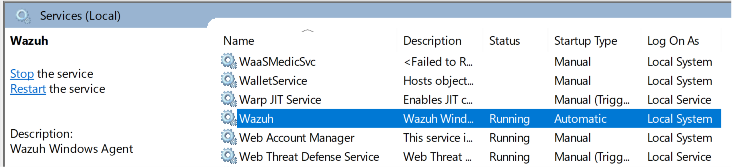 Services (Local)
Wazuh
Stop the service
Restart the service
Description:
Wazuh Windows Agent
Name Description Status Startup Type Log On As
WaaSMedicSvc <Failed to R... Manual Local System
WalletService Hosts objec... Manual Local System
Warp JIT Service Enables JIT c... Manual (Trigg... Local Service
Wazuh Wazuh Wind... Running Automatic Local System
Web Account Manager This service i... Running Manual Local System
Web Threat Defense Service Web Threat ... Running Manual (Trigg... Local Service